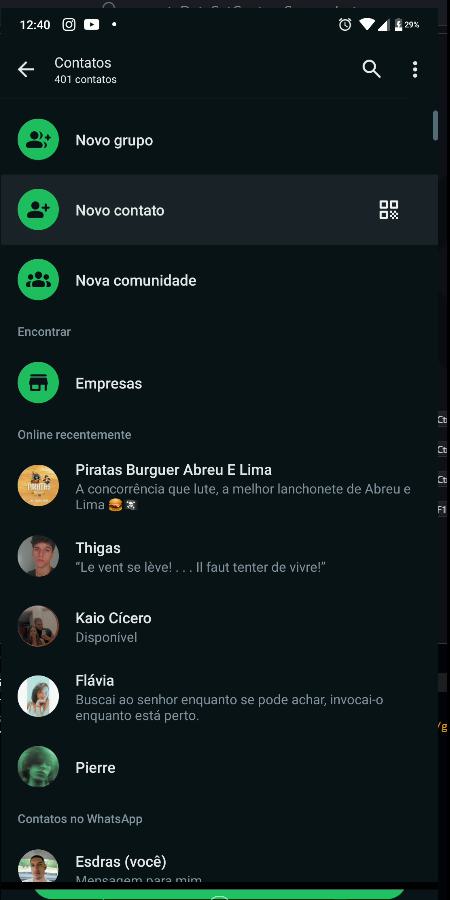 12:40
29%
Contatos
401 contatos
Novo grupo
Novo contato
Nova comunidade
Encontrar
Empresas
Online recentemente
Piratas Burguer Abreu E Lima
A concorrência que lute, a melhor lanchonete de Abreu e
Lima 🍔🏴‍☠️
Thigas
“Le vent se lève! . . . Il faut tenter de vivre!”
Kaio Cícero
Disponível
Flávia
Buscai ao senhor enquanto se pode achar, invocai-o
enquanto está perto.
Pierre
Contatos no WhatsApp
Esdras (você)
Mensagem para mim